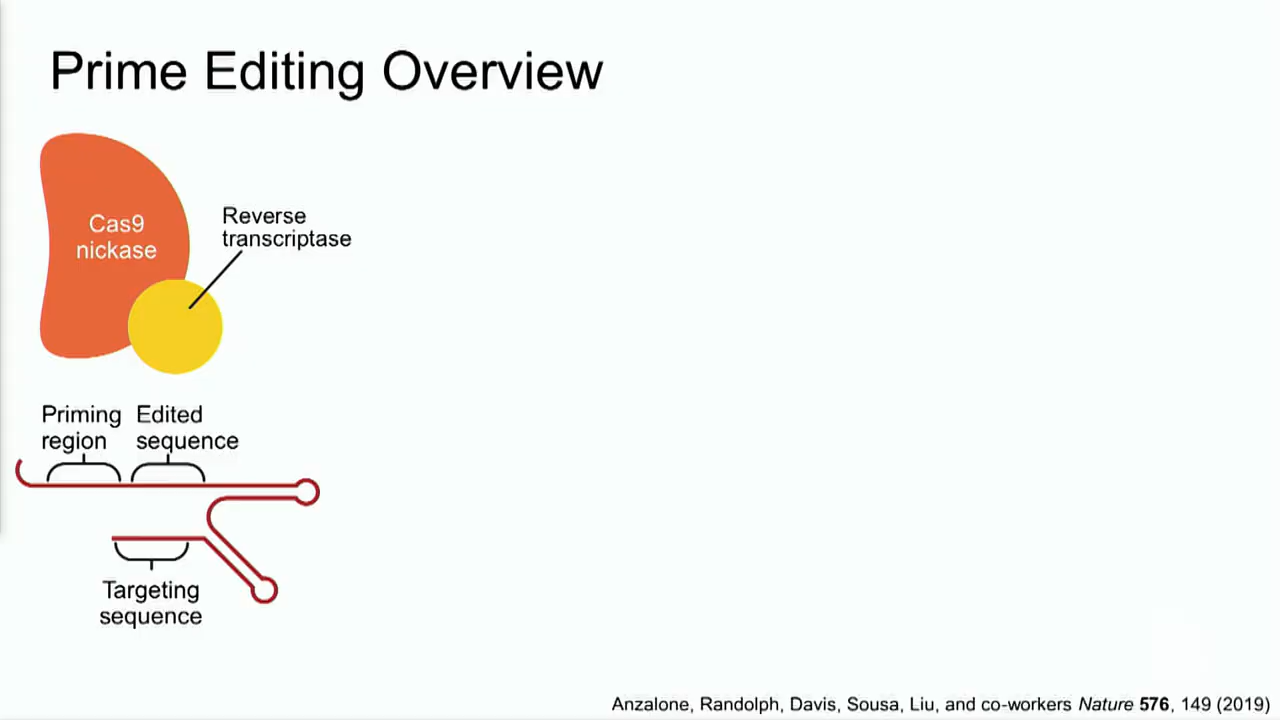 Prime Editing Overview
Cas9
nickase
Reverse
transcriptase
Priming
region
Edited
sequence
Targeting
sequence
Anzalone, Randolph, Davis, Sousa, Liu, and co-workers Nature 576, 149 (2019)